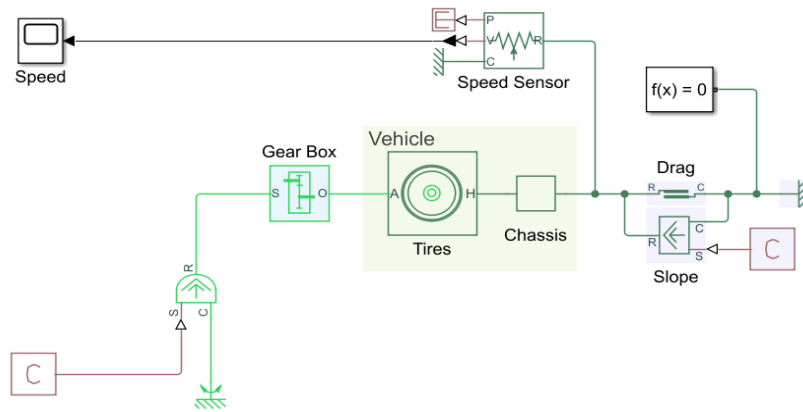 P
V R
C
Speed
Speed Sensor
f(x) = 0
Vehicle
Gear Box
Drag
S O
A H
R C
Tires
Chassis
C
R
S
C
Slope
R
S
C
C